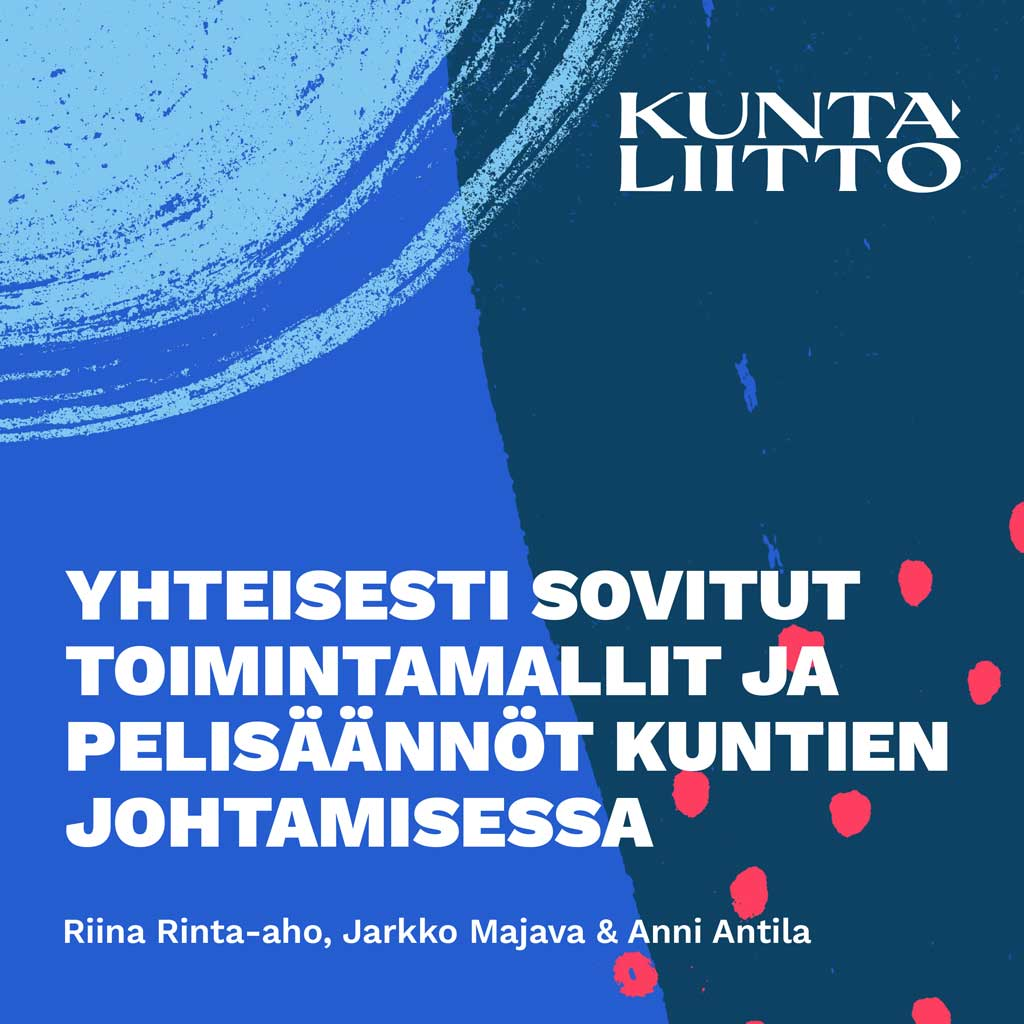 KUNTA
LIITTO
YHTEISESTI SOVITUT
TOIMINTAMALLIT JA
PELISÄÄNNÖT KUNTIEN
JOHTAMISESSA
Riina Rinta-aho, Jarkko Majava & Anni Antila